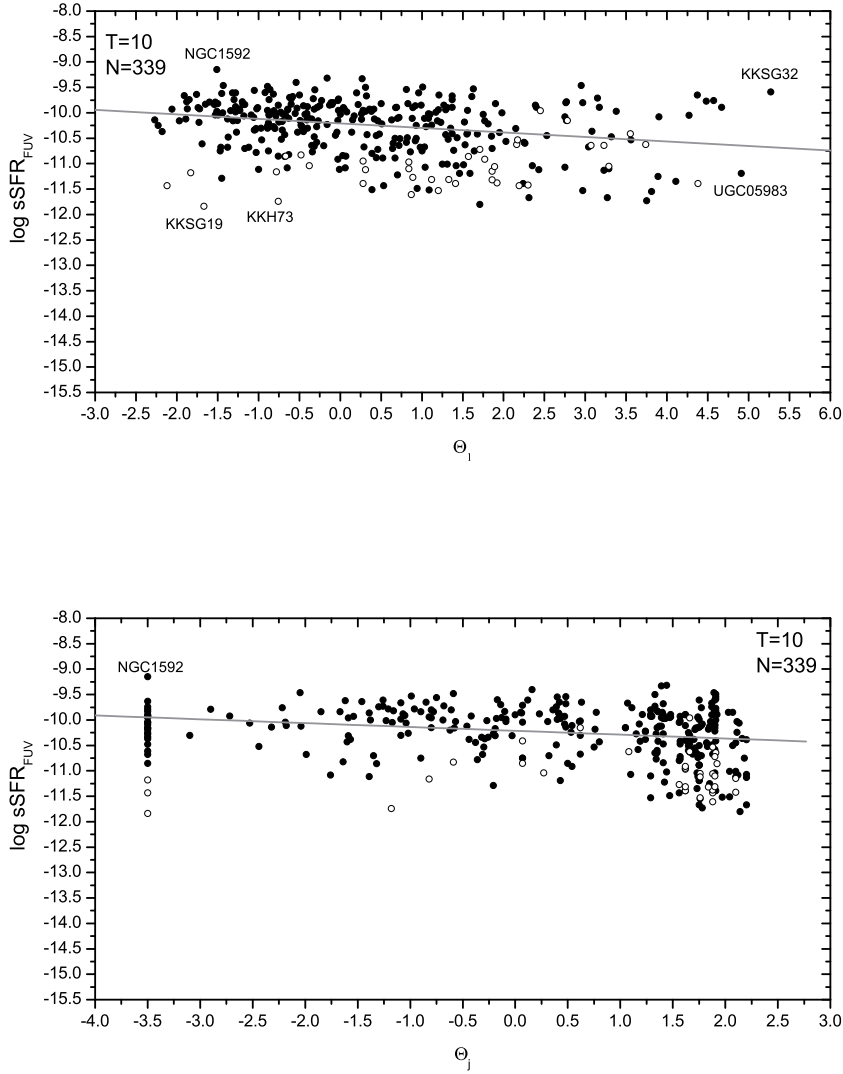 -8.0
T=10
N=339
NGC1592
-8.5
-9.0
-9.5
KKSG32
-10.0
-10.5
log sSFR_FUV
-11.0
-11.5
UGC05983
KKSG19
KKH73
-12.0
-12.5
-13.0
-13.5
-14.0
-14.5
-15.0
-15.5
-3.0 -2.5 -2.0 -1.5 -1.0 -0.5 0.0 0.5 1.0 1.5 2.0 2.5 3.0 3.5 4.0 4.5 5.0 5.5 6.0
Θ_1
-8.0
T=10
N=339
-8.5
NGC1592
-9.0
-9.5
-10.0
-10.5
log sSFR_FUV
-11.0
-11.5
-12.0
-12.5
-13.0
-13.5
-14.0
-14.5
-15.0
-15.5
-4.0 -3.5 -3.0 -2.5 -2.0 -1.5 -1.0 -0.5 0.0 0.5 1.0 1.5 2.0 2.5 3.0
Θ_j